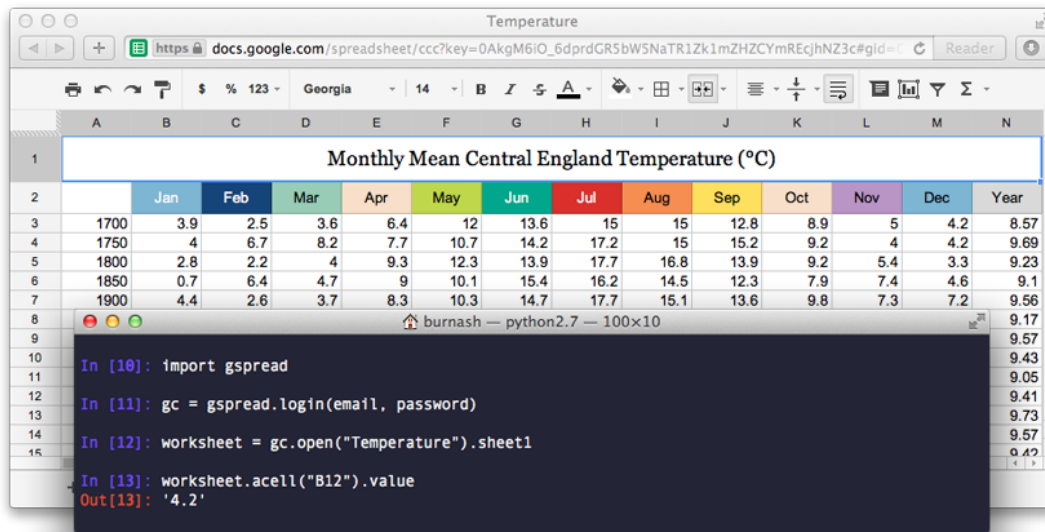 Temperature
https docs.google.com/spreadsheet/ccc?key=0AkgM6iO_6dprdGR5bW5NaTR1Zk1mZHZCYmREcjhNZ3c#gid=0 Reader
$ % 123 Georgia 14 B I S A Σ
A B C D E F G H I J K L M N
1 Monthly Mean Central England Temperature (°C)
2 Jan Feb Mar Apr May Jun Jul Aug Sep Oct Nov Dec Year
3 1700 3.9 2.5 3.6 6.4 12 13.6 15 15 12.8 8.9 5 4.2 8.57
4 1750 4 6.7 8.2 7.7 10.7 14.2 17.2 15 15.2 9.2 4 4.2 9.69
5 1800 2.8 2.2 4 9.3 12.3 13.9 17.7 16.8 13.9 9.2 5.4 3.3 9.23
6 1850 0.7 6.4 4.7 9 10.1 15.4 16.2 14.5 12.3 7.9 7.4 4.6 9.1
7 1900 4.4 2.6 3.7 8.3 10.3 14.7 17.7 15.1 13.6 9.8 7.3 7.2 9.56
8 9.17
9 9.57
10 9.43
11 9.05
12 9.41
13 9.73
14 9.57
15 9.42
burnash — python2.7 — 100×10
In [10]: import gspread
In [11]: gc = gspread.login(email, password)
In [12]: worksheet = gc.open("Temperature").sheet1
In [13]: worksheet.acell("B12").value
Out[13]: '4.2'